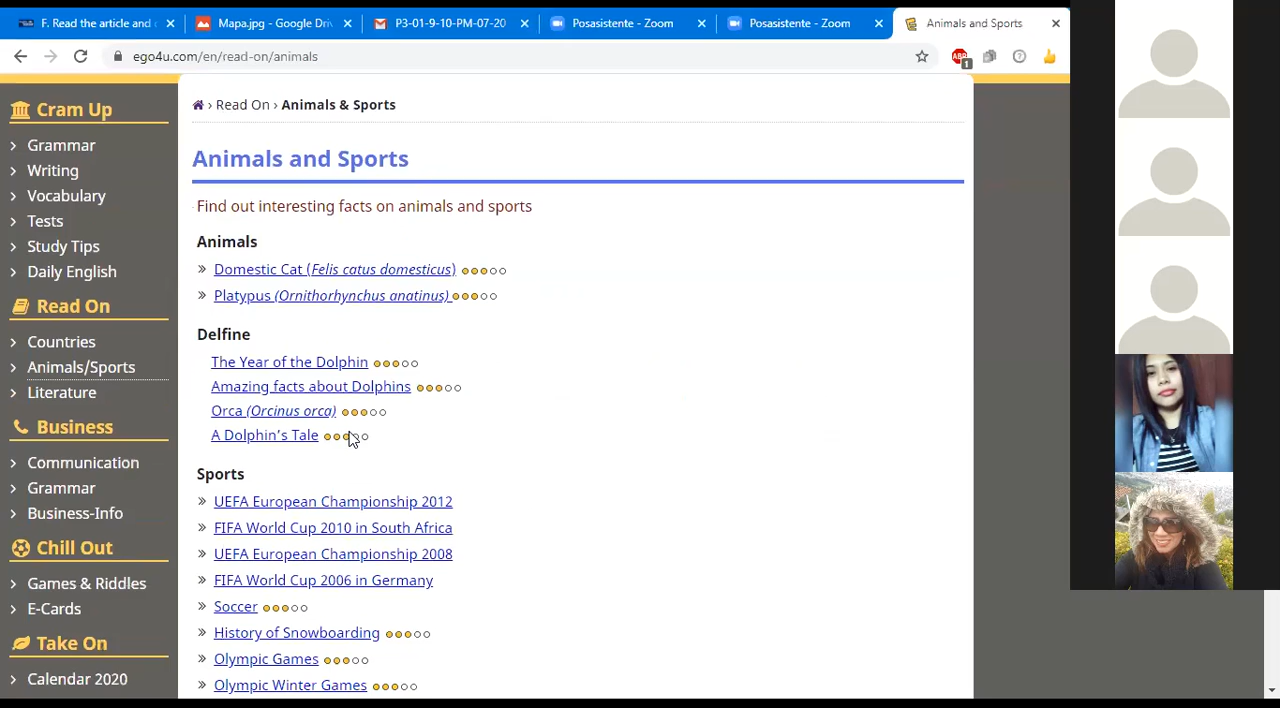 F. Read the article and
Mapa.jpg - Google Driv
P3-01-9-10-PM-07-20
Posasistente - Zoom
Posasistente - Zoom
Animals and Sports
ego4u.com/en/read-on/animals
ABP
1
Cram Up
Grammar
Writing
Vocabulary
Tests
Study Tips
Daily English
Read On
Countries
Animals/Sports
Literature
Business
Communication
Grammar
Business-Info
Chill Out
Games & Riddles
E-Cards
Take On
Calendar 2020
› Read On › Animals & Sports
Animals and Sports
Find out interesting facts on animals and sports
Animals
Domestic Cat (Felis catus domesticus)
Platypus (Ornithorhynchus anatinus)
Delfine
The Year of the Dolphin
Amazing facts about Dolphins
Orca (Orcinus orca)
A Dolphin's Tale
Sports
UEFA European Championship 2012
FIFA World Cup 2010 in South Africa
UEFA European Championship 2008
FIFA World Cup 2006 in Germany
Soccer
History of Snowboarding
Olympic Games
Olympic Winter Games